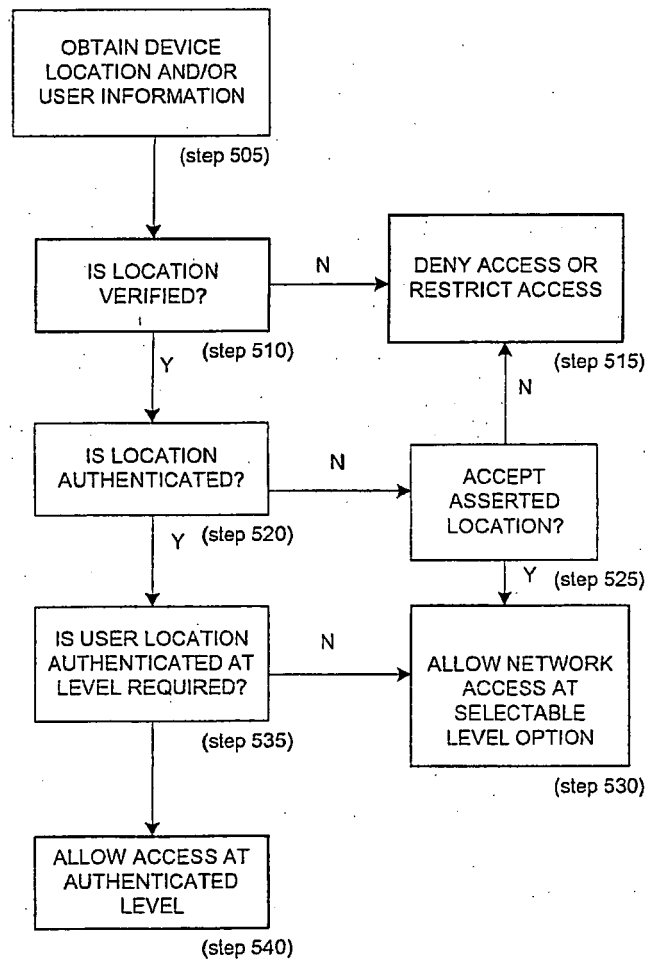 OBTAIN DEVICE
LOCATION AND/OR
USER INFORMATION
(step 505)
IS LOCATION
VERIFIED?
N
DENY ACCESS OR
RESTRICT ACCESS
(step 510)
(step 515)
Y
N
IS LOCATION
AUTHENTICATED?
N
ACCEPT
ASSERTED
LOCATION?
(step 520)
Y
Y
(step 525)
IS USER LOCATION
AUTHENTICATED AT
LEVEL REQUIRED?
N
ALLOW NETWORK
ACCESS AT
SELECTABLE
LEVEL OPTION
(step 535)
(step 530)
ALLOW ACCESS AT
AUTHENTICATED
LEVEL
(step 540)